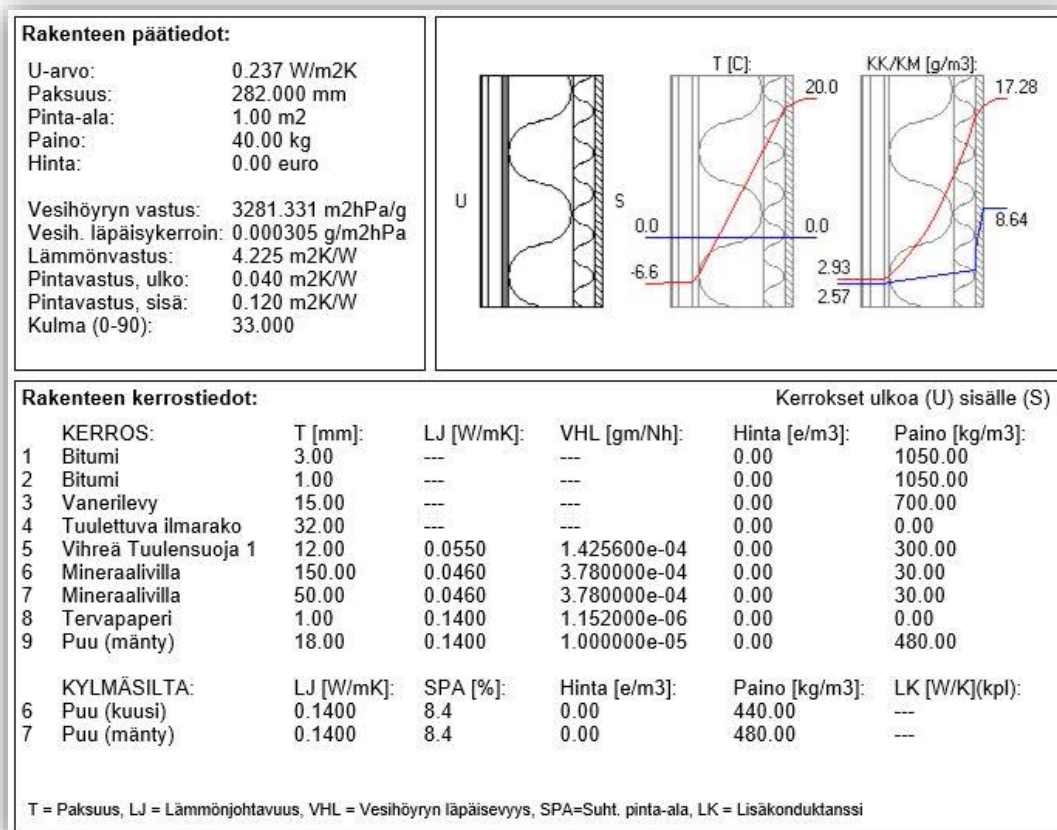 Rakenteen päätiedot:
U-arvo: 0.237 W/m2K
Paksuus: 282.000 mm
Pinta-ala: 1.00 m2
Paino: 40.00 kg
Hinta: 0.00 euro
Vesihöyryn vastus: 3281.331 m2hPa/g
Vesih. läpäisykerroin: 0.000305 g/m2hPa
Lämmönvastus: 4.225 m2K/W
Pintavastus, ulko: 0.040 m2K/W
Pintavastus, sisä: 0.120 m2K/W
Kulma (0-90): 33.000
T [C]:
KK/KM [g/m3]:
20.0
17.28
U
S
0.0
0.0
8.64
-6.6
2.93
2.57
Rakenteen kerrostiedot: Kerrokset ulkoa (U) sisälle (S)
KERROS: T [mm]: LJ [W/mK]: VHL [gm/Nh]: Hinta [e/m3]: Paino [kg/m3]:
1 Bitumi 3.00 --- --- 0.00 1050.00
2 Bitumi 1.00 --- --- 0.00 1050.00
3 Vanerilevy 15.00 --- --- 0.00 700.00
4 Tuulettuva ilmarako 32.00 --- --- 0.00 0.00
5 Vihreä Tuulensuoja 1 12.00 0.0550 1.425600e-04 0.00 300.00
6 Mineraalivilla 150.00 0.0460 3.780000e-04 0.00 30.00
7 Mineraalivilla 50.00 0.0460 3.780000e-04 0.00 30.00
8 Tervapaperi 1.00 0.1400 1.152000e-06 0.00 0.00
9 Puu (mänty) 18.00 0.1400 1.000000e-05 0.00 480.00
KYLMÄSILTA: LJ [W/mK]: SPA [%]: Hinta [e/m3]: Paino [kg/m3]: LK [W/K](kpl):
6 Puu (kuusi) 0.1400 8.4 0.00 440.00 ---
7 Puu (mänty) 0.1400 8.4 0.00 480.00 ---
T = Paksuus, LJ = Lämmönjohtavuus, VHL = Vesihöyryn läpäisevyys, SPA=Suht. pinta-ala, LK = Lisäkonduktanssi